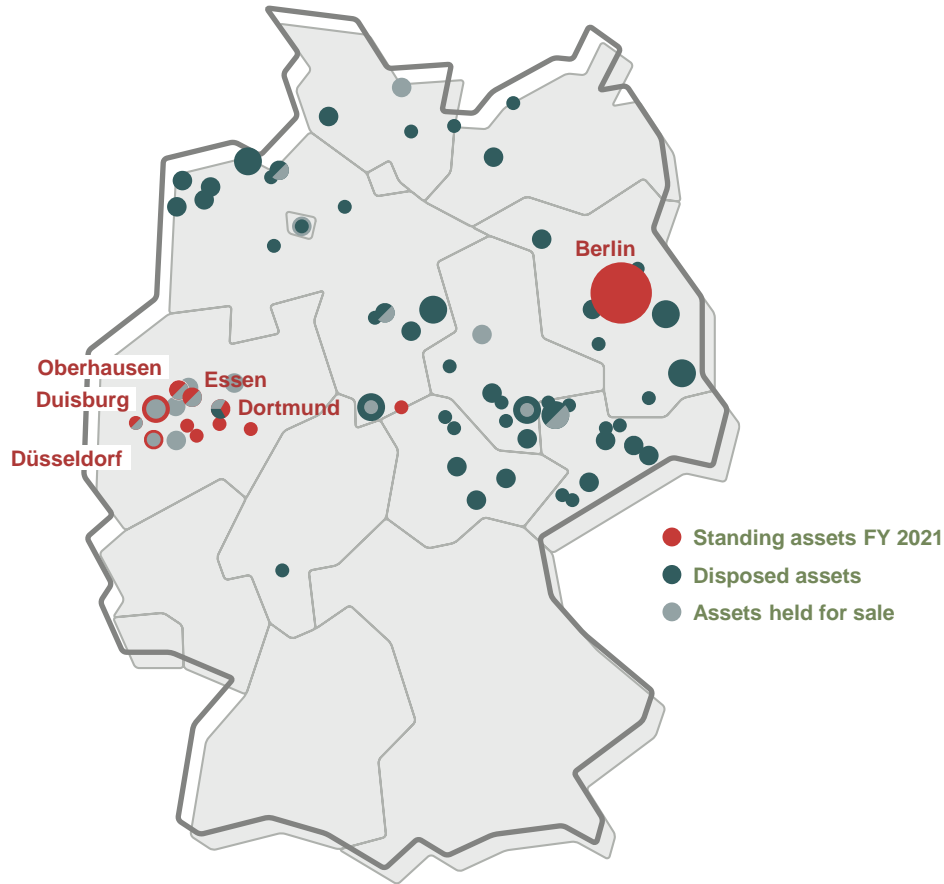 Berlin
Oberhausen
Essen
Duisburg
Dortmund
Düsseldorf
Standing assets FY 2021
Disposed assets
Assets held for sale